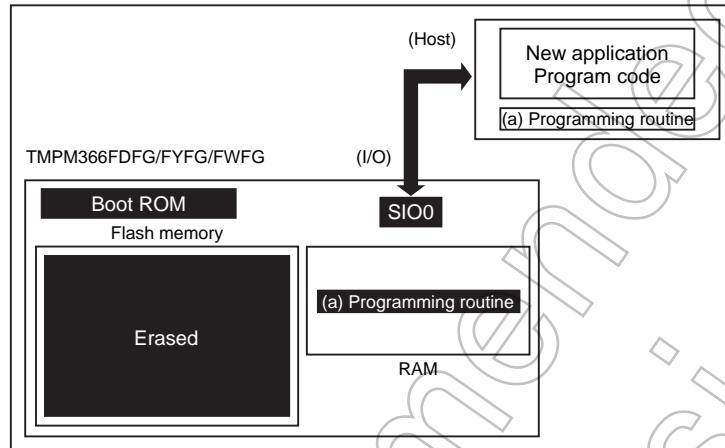 (Host)
New application
Program code
(a) Programming routine
TMPM366FDFG/FYFG/FWFG
(I/O)
Boot ROM
SIO0
Flash memory
(a) Programming routine
Erased
RAM